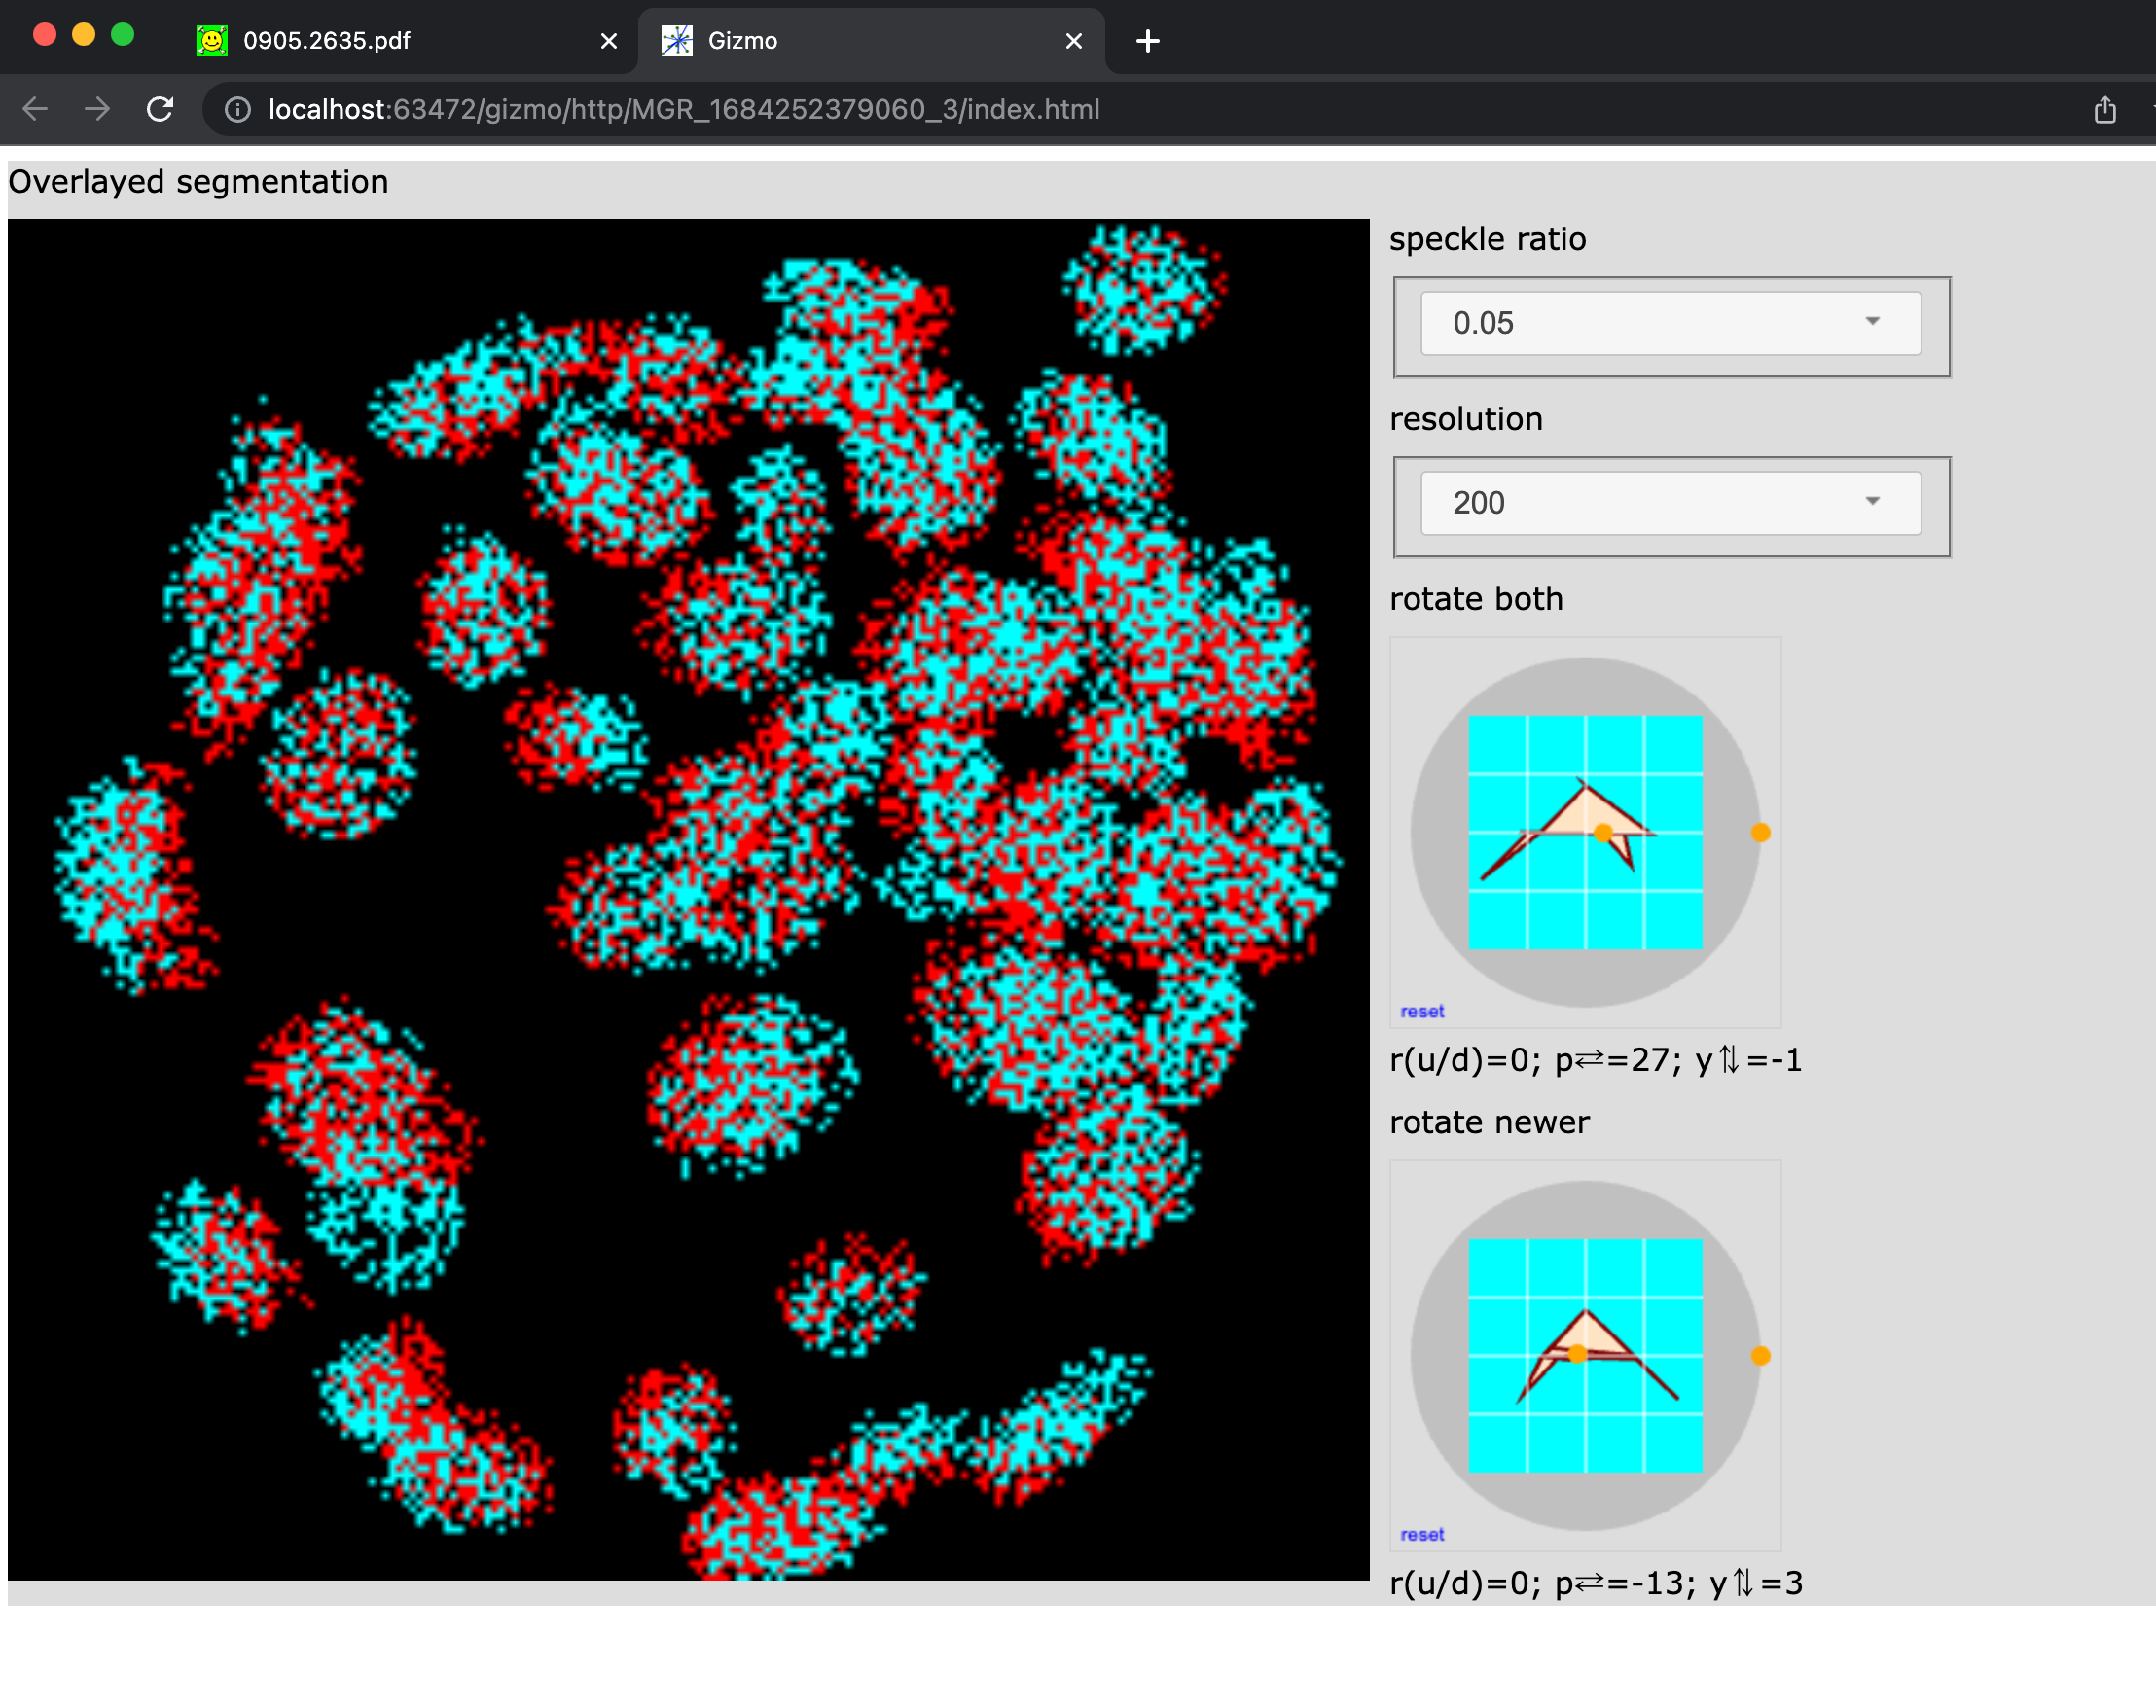 0905.2635.pdf
Gizmo
localhost:63472/gizmo/http/MGR_1684252379060_3/index.html
Overlayed segmentation
speckle ratio
0.05
resolution
200
rotate both
reset
r(u/d)=0; p⇄=27; y⇅=-1
rotate newer
reset
r(u/d)=0; p⇄=-13; y⇅=3